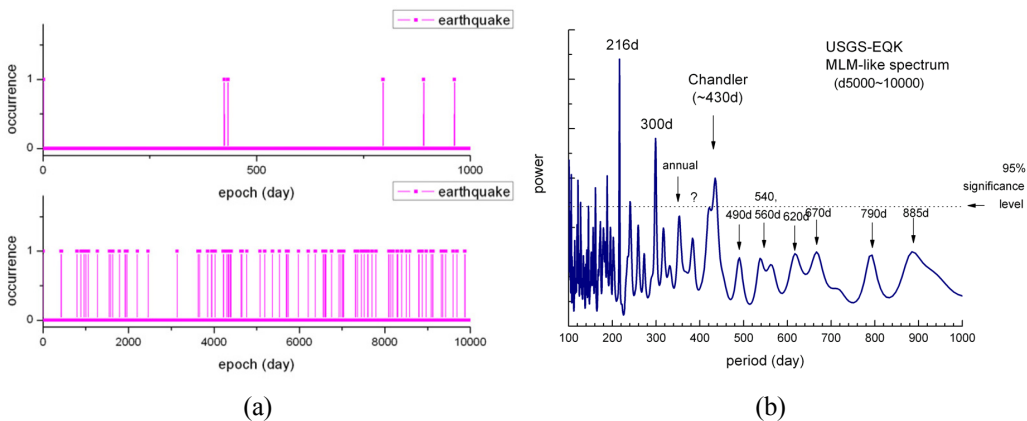 earthquake
occurrence
1
0
0
500
1000
epoch (day)
earthquake
occurrence
1
0
0
2000
4000
6000
8000
10000
epoch (day)
(a)
216d
USGS-EQK
MLM-like spectrum
(d5000~10000)
Chandler
(~430d)
300d
annual
?
540,
490d
560d
620d
670d
790d
885d
95%
significance
level
power
100
200
300
400
500
600
700
800
900
1000
period (day)
(b)